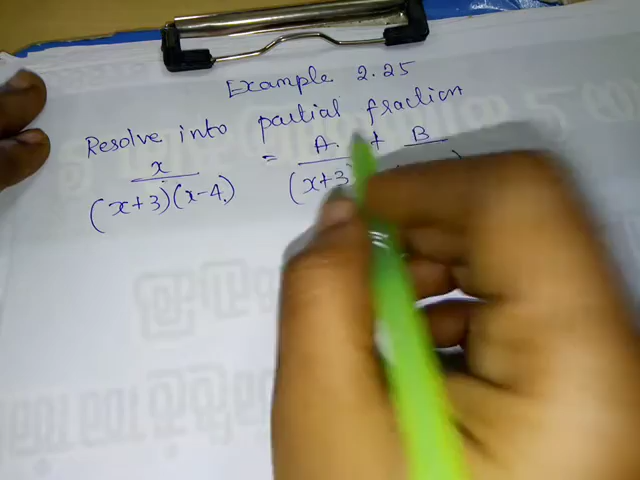 Example 2.25
Resolve into partial fraction
x / (x+3)(x-4) = A / (x+3) + B